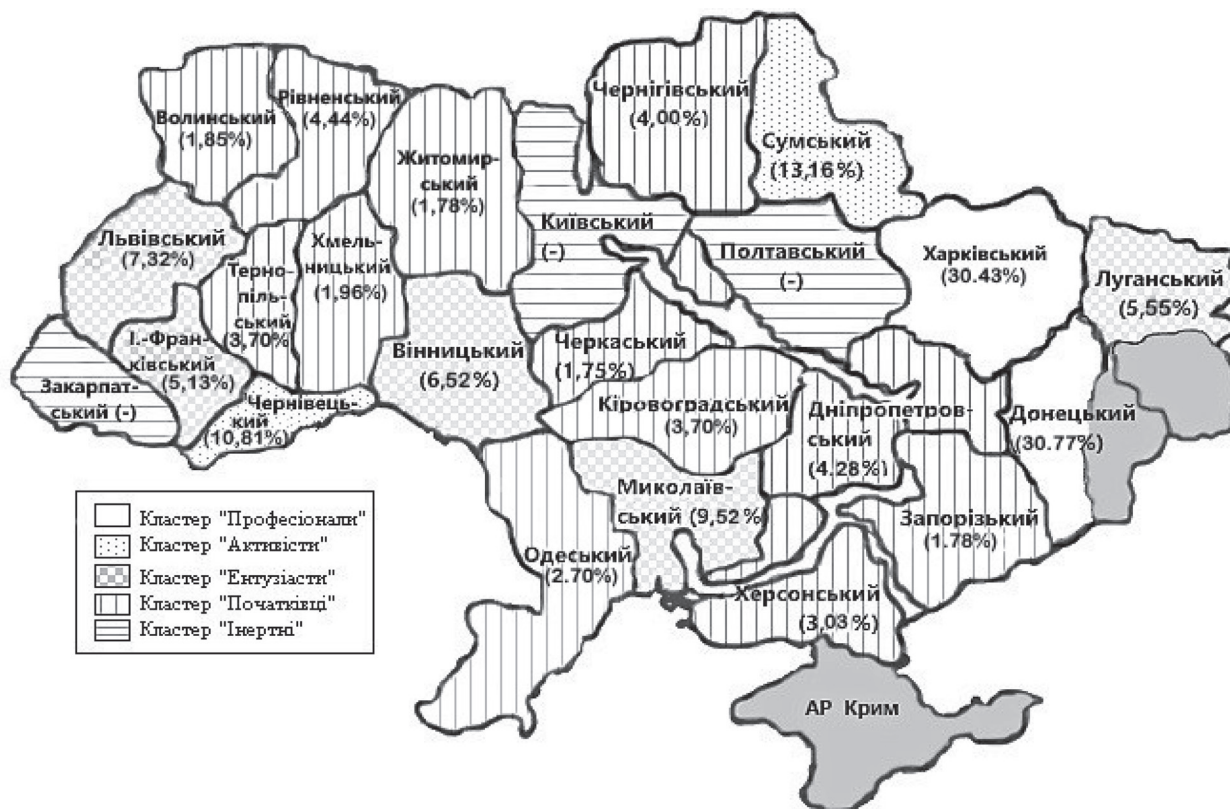 Волинський
(1,85%)
Рівненський
(4,44%)
Житомир-
ський
(1,78%)
Чернігівський
(4,00%)
Сумський
(13,16%)
Львівський
(7,32%)
Терно-
піль-
ський
(3,70%)
Хмель-
ницький
(1,96%)
Київський
(-)
Полтавський
(-)
Харківський
(30.43%)
Луганський
(5,55%)
І.-Фран-
ківський
(5,13%)
Закарпат-
ський (-)
Чернівець-
кий
(10,81%)
Вінницький
(6,52%)
Черкаський
(1,75%)
Кіровоградський
(3,70%)
Дніпропетров-
ський
(4.28%)
Донецький
(30.77%)
Миколаїв-
ський (9,52%)
Запорізький
(1.78%)
Одеський
(2.70%)
Херсонський
(3,03%)
АР Крим
Кластер "Професіонали"
Кластер "Активісти"
Кластер "Ентузіасти"
Кластер "Початківці"
Кластер "Інертні"